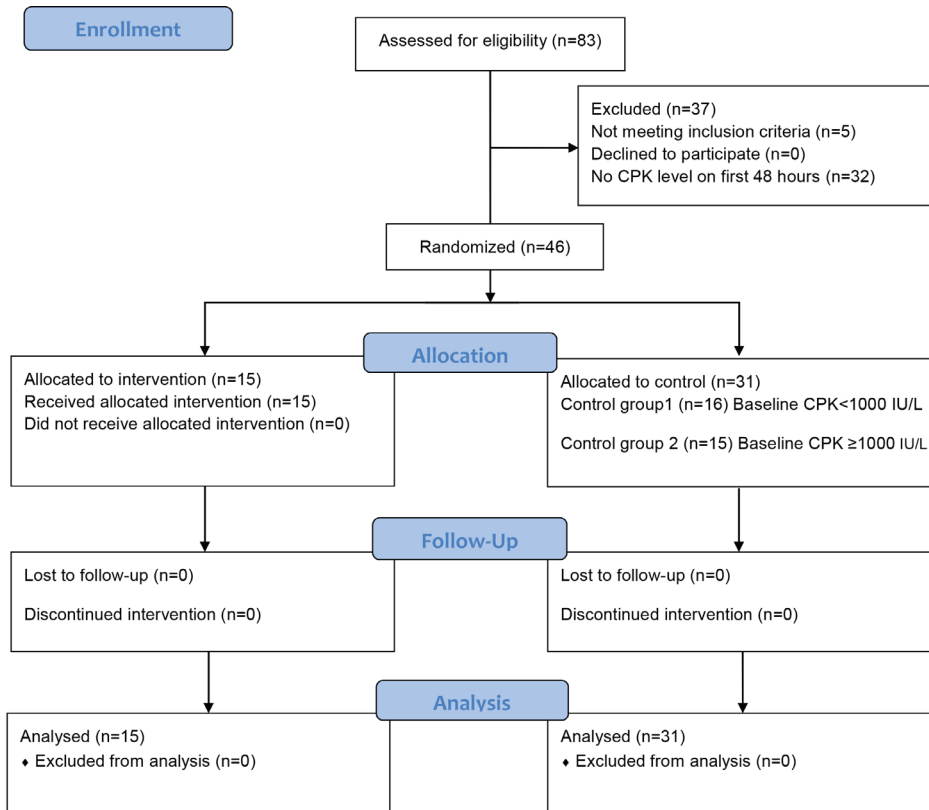 Enrollment
Assessed for eligibility (n=83)
Excluded (n=37)
Not meeting inclusion criteria (n=5)
Declined to participate (n=0)
No CPK level on first 48 hours (n=32)
Randomized (n=46)
Allocation
Allocated to intervention (n=15)
Received allocated intervention (n=15)
Did not receive allocated intervention (n=0)
Allocated to control (n=31)
Control group1 (n=16) Baseline CPK<1000 IU/L
Control group 2 (n=15) Baseline CPK ≥1000 IU/L
Follow-Up
Lost to follow-up (n=0)
Discontinued intervention (n=0)
Lost to follow-up (n=0)
Discontinued intervention (n=0)
Analysis
Analysed (n=15)
♦ Excluded from analysis (n=0)
Analysed (n=31)
♦ Excluded from analysis (n=0)